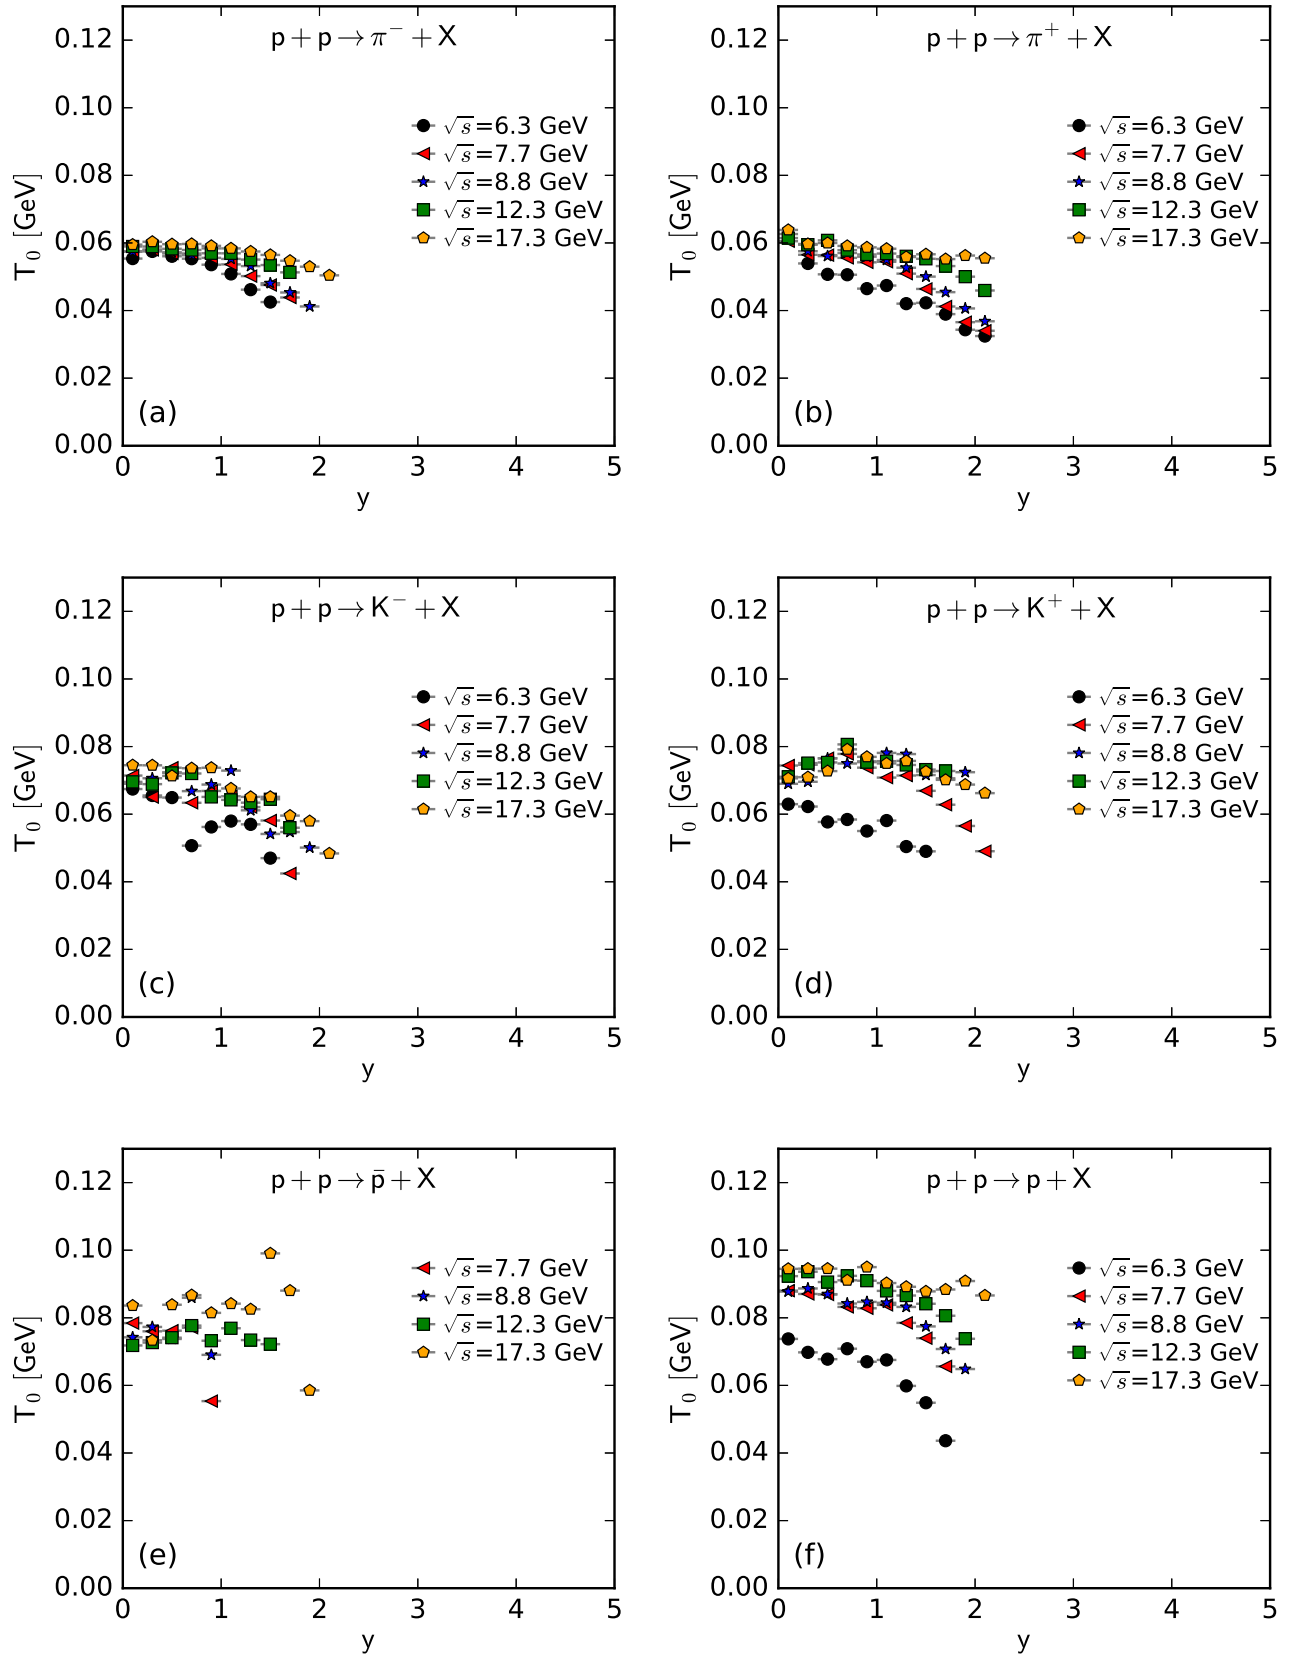 p + p → π⁻ + X
0.12
0.10
0.08
0.06
0.04
0.02
0.00
T₀ [GeV]
√s=6.3 GeV
√s=7.7 GeV
√s=8.8 GeV
√s=12.3 GeV
√s=17.3 GeV
(a)
0 1 2 3 4 5
y
p + p → π⁺ + X
0.12
0.10
0.08
0.06
0.04
0.02
0.00
T₀ [GeV]
√s=6.3 GeV
√s=7.7 GeV
√s=8.8 GeV
√s=12.3 GeV
√s=17.3 GeV
(b)
0 1 2 3 4 5
y
p + p → K⁻ + X
0.12
0.10
0.08
0.06
0.04
0.02
0.00
T₀ [GeV]
√s=6.3 GeV
√s=7.7 GeV
√s=8.8 GeV
√s=12.3 GeV
√s=17.3 GeV
(c)
0 1 2 3 4 5
y
p + p → K⁺ + X
0.12
0.10
0.08
0.06
0.04
0.02
0.00
T₀ [GeV]
√s=6.3 GeV
√s=7.7 GeV
√s=8.8 GeV
√s=12.3 GeV
√s=17.3 GeV
(d)
0 1 2 3 4 5
y
p + p → p̄ + X
0.12
0.10
0.08
0.06
0.04
0.02
0.00
T₀ [GeV]
√s=7.7 GeV
√s=8.8 GeV
√s=12.3 GeV
√s=17.3 GeV
(e)
0 1 2 3 4 5
y
p + p → p + X
0.12
0.10
0.08
0.06
0.04
0.02
0.00
T₀ [GeV]
√s=6.3 GeV
√s=7.7 GeV
√s=8.8 GeV
√s=12.3 GeV
√s=17.3 GeV
(f)
0 1 2 3 4 5
y